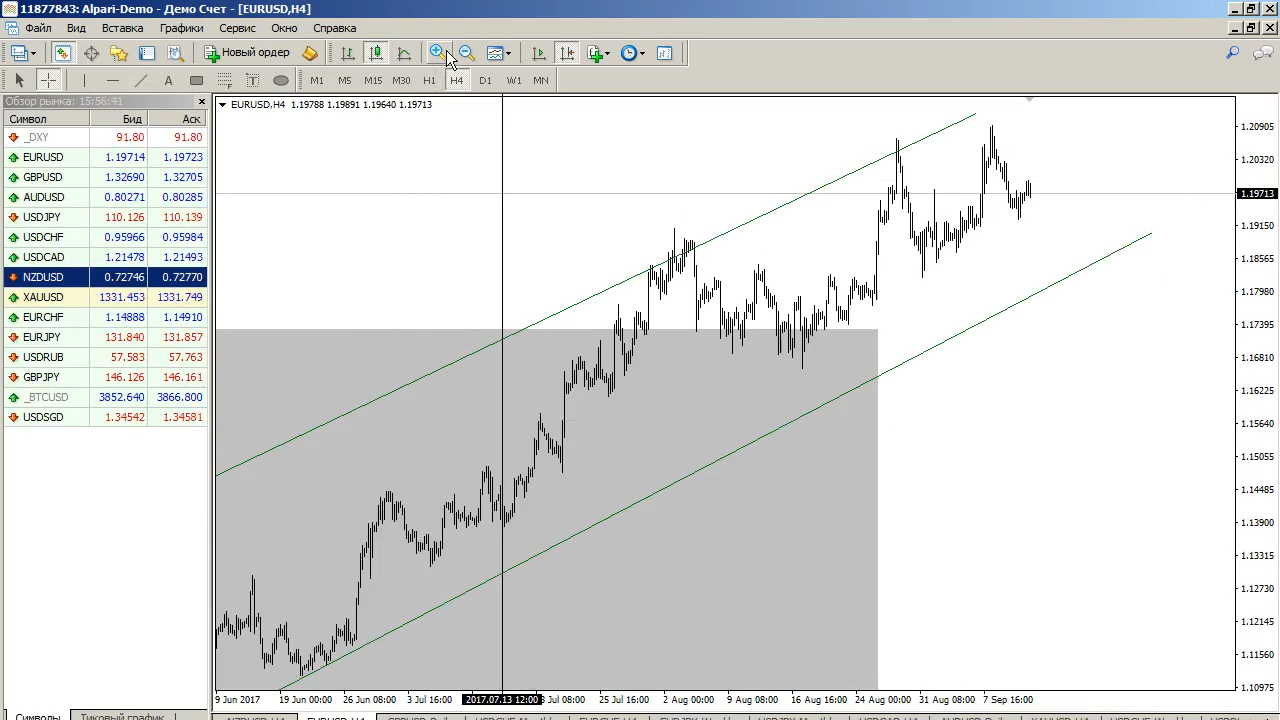 11877843: Alpari-Demo - Демо Счет - [EURUSD,H4]
Файл Вид Вставка Графики Сервис Окно Справка
Новый ордер
A T M1 M5 M15 M30 H1 H4 D1 W1 MN
Обзор рынка: 15:56:41
Символ Бид Аск
_DXY 91.80 91.80
EURUSD 1.19714 1.19723
GBPUSD 1.32690 1.32705
AUDUSD 0.80271 0.80285
USDJPY 110.126 110.139
USDCHF 0.95966 0.95984
USDCAD 1.21478 1.21493
NZDUSD 0.72746 0.72770
XAUUSD 1331.453 1331.749
EURCHF 1.14888 1.14910
EURJPY 131.840 131.857
USDRUB 57.583 57.763
GBPJPY 146.126 146.161
_BTCUSD 3852.640 3866.800
USDSGD 1.34542 1.34581
Символы Тиковый график
EURUSD,H4 1.19788 1.19891 1.19640 1.19713
1.20905
1.20320
1.19713
1.19150
1.18565
1.17980
1.17395
1.16810
1.16225
1.15640
1.15055
1.14485
1.13900
1.13315
1.12730
1.12145
1.11560
1.10975
9 Jun 2017 19 Jun 00:00 26 Jun 08:00 3 Jul 16:00 2017.07.13 12:00 08:00 25 Jul 16:00 2 Aug 00:00 9 Aug 08:00 16 Aug 16:00 24 Aug 00:00 31 Aug 08:00 7 Sep 16:00